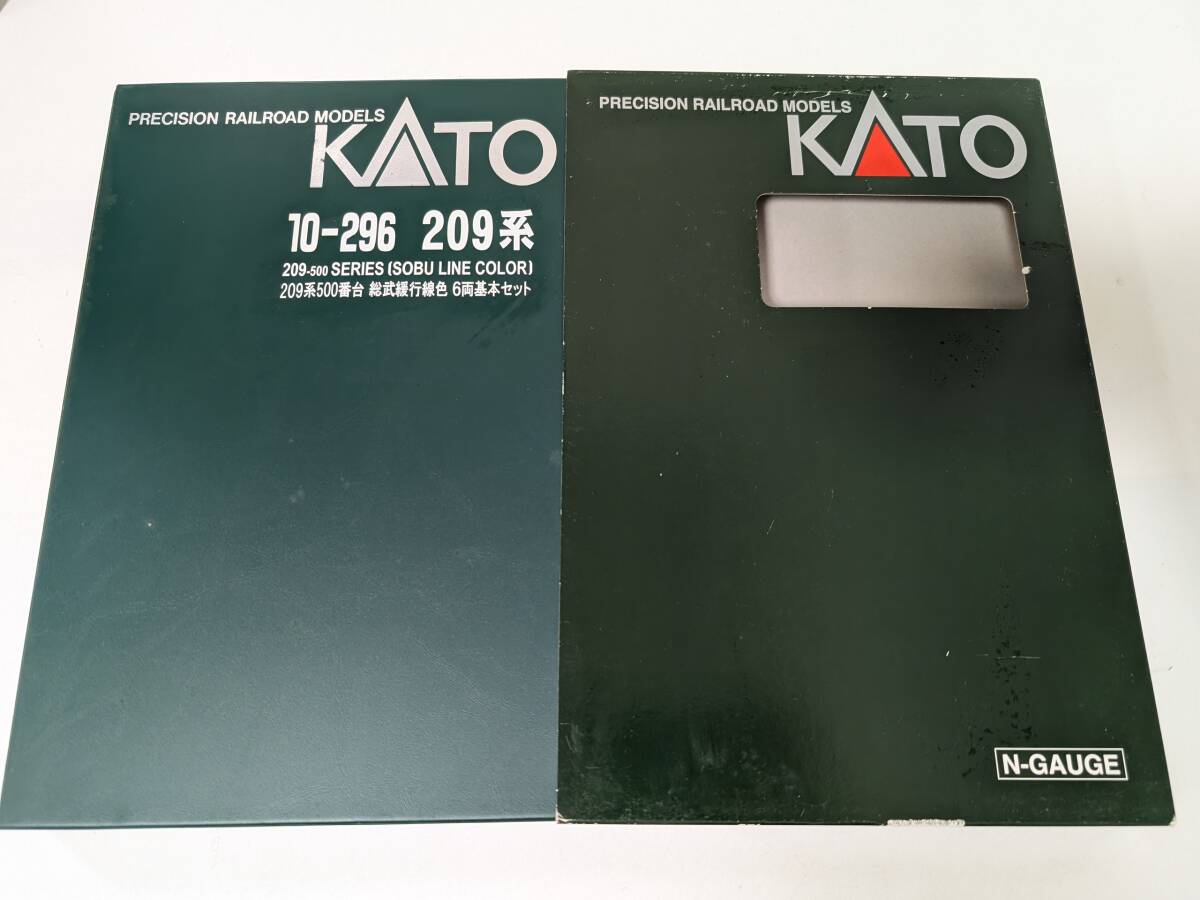 PRECISION RAILROAD MODELS
KATO
10-296 209系
209-500 SERIES (SOBU LINE COLOR)
209系500番台 総武緩行線色 6両基本セット
PRECISION RAILROAD MODELS
KATO
N-GAUGE